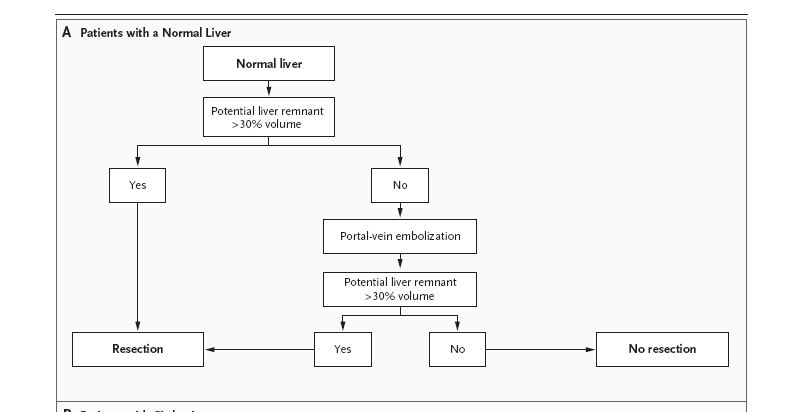 A Patients with a Normal Liver
Normal liver
Potential liver remnant
>30% volume
Yes
No
Portal-vein embolization
Potential liver remnant
>30% volume
Resection
Yes
No
No resection